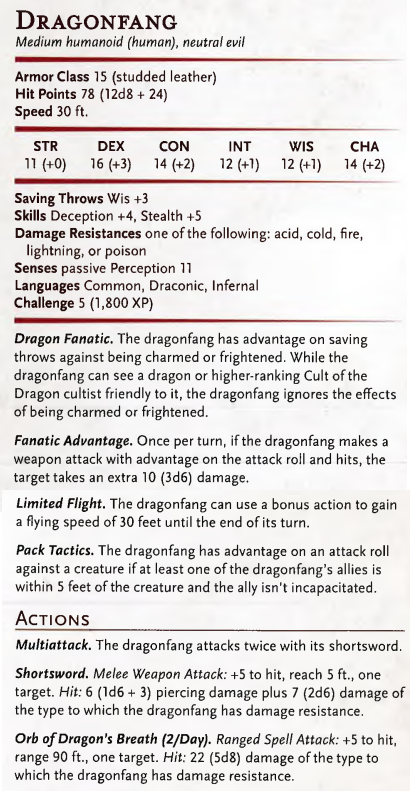 DRAGONFANG
Medium humanoid (human), neutral evil
Armor Class 15 (studded leather)
Hit Points 78 (12d8 + 24)
Speed 30 ft.
STR DEX CON INT WIS CHA
11 (+0) 16 (+3) 14 (+2) 12 (+1) 12 (+1) 14 (+2)
Saving Throws Wis +3
Skills Deception +4, Stealth +5
Damage Resistances one of the following: acid, cold, fire,
lightning, or poison
Senses passive Perception 11
Languages Common, Draconic, Infernal
Challenge 5 (1,800 XP)
Dragon Fanatic. The dragonfang has advantage on saving
throws against being charmed or frightened. While the
dragonfang can see a dragon or higher-ranking Cult of the
Dragon cultist friendly to it, the dragonfang ignores the effects
of being charmed or frightened.
Fanatic Advantage. Once per turn, if the dragonfang makes a
weapon attack with advantage on the attack roll and hits, the
target takes an extra 10 (3d6) damage.
Limited Flight. The dragonfang can use a bonus action to gain
a flying speed of 30 feet until the end of its turn.
Pack Tactics. The dragonfang has advantage on an attack roll
against a creature if at least one of the dragonfang's allies is
within 5 feet of the creature and the ally isn't incapacitated.
ACTIONS
Multiattack. The dragonfang attacks twice with its shortsword.
Shortsword. Melee Weapon Attack: +5 to hit, reach 5 ft., one
target. Hit: 6 (1d6 + 3) piercing damage plus 7 (2d6) damage of
the type to which the dragonfang has damage resistance.
Orb of Dragon's Breath (2/Day). Ranged Spell Attack: +5 to hit,
range 90 ft., one target. Hit: 22 (5d8) damage of the type to
which the dragonfang has damage resistance.